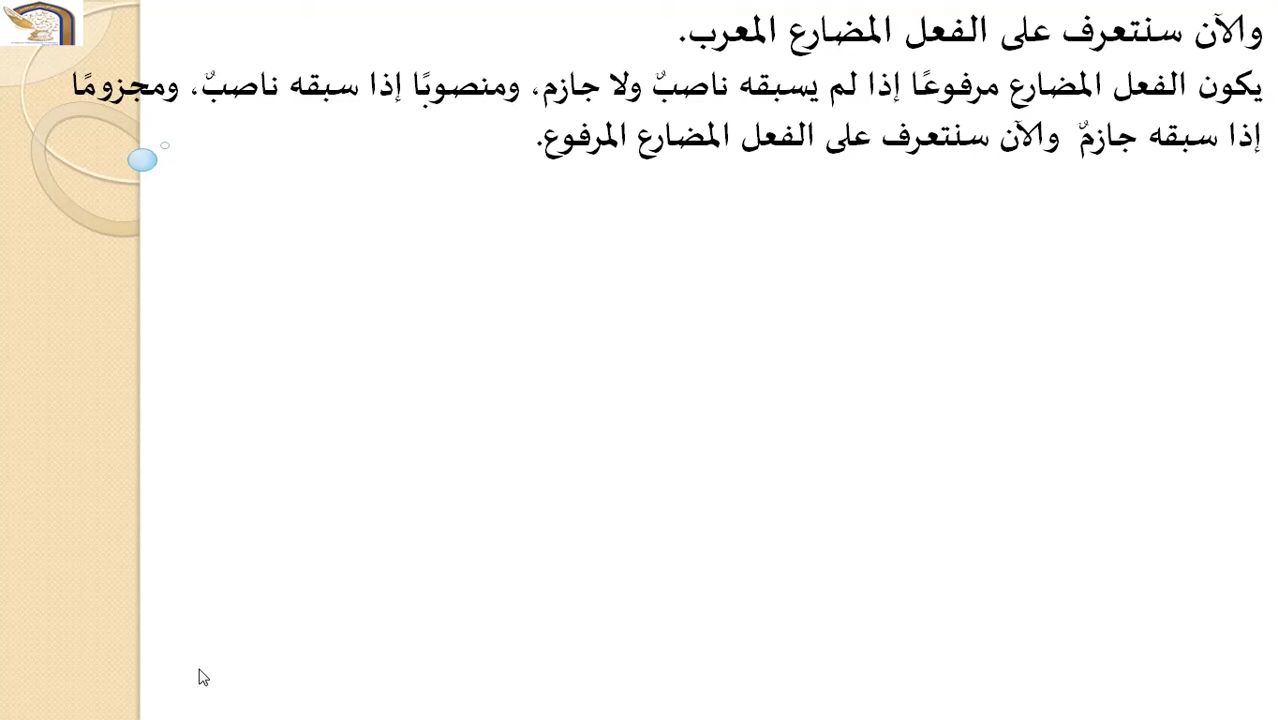 والآن سنتعرف على الفعل المضارع المعرب.
يكون الفعل المضارع مرفوعًا إذا لم يسبقه ناصبٌ ولا جازم، ومنصوبًا إذا سبقه ناصبٌ، ومجزومًا
إذا سبقه جازمٌ والآن سنتعرف على الفعل المضارع المرفوع.